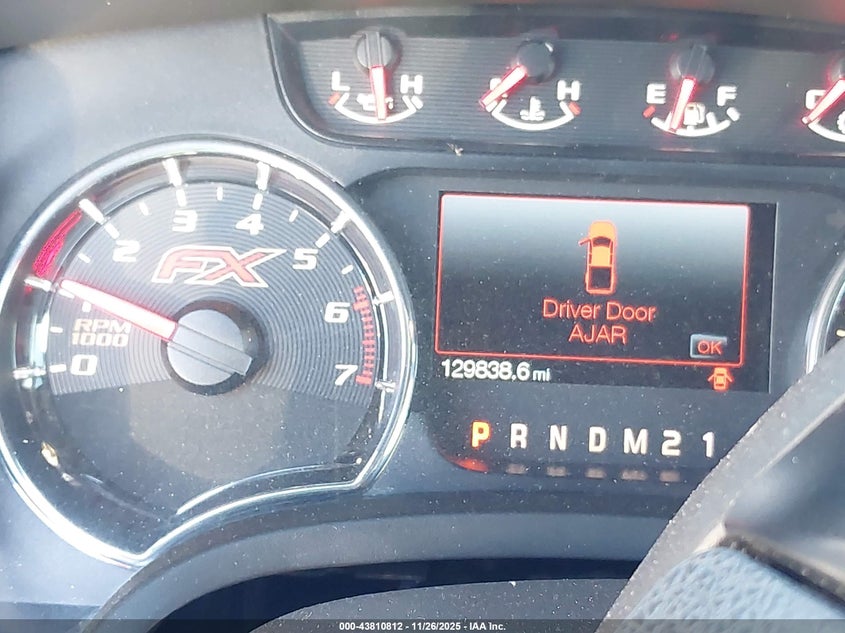 L H
H
E F
1 2 3 4 5 6 7
FX
RPM
1000
0
Driver Door
AJAR
OK
129838.6 mi
P R N D M 2 1
000-43810812 - 11/26/2025 - IAA Inc.